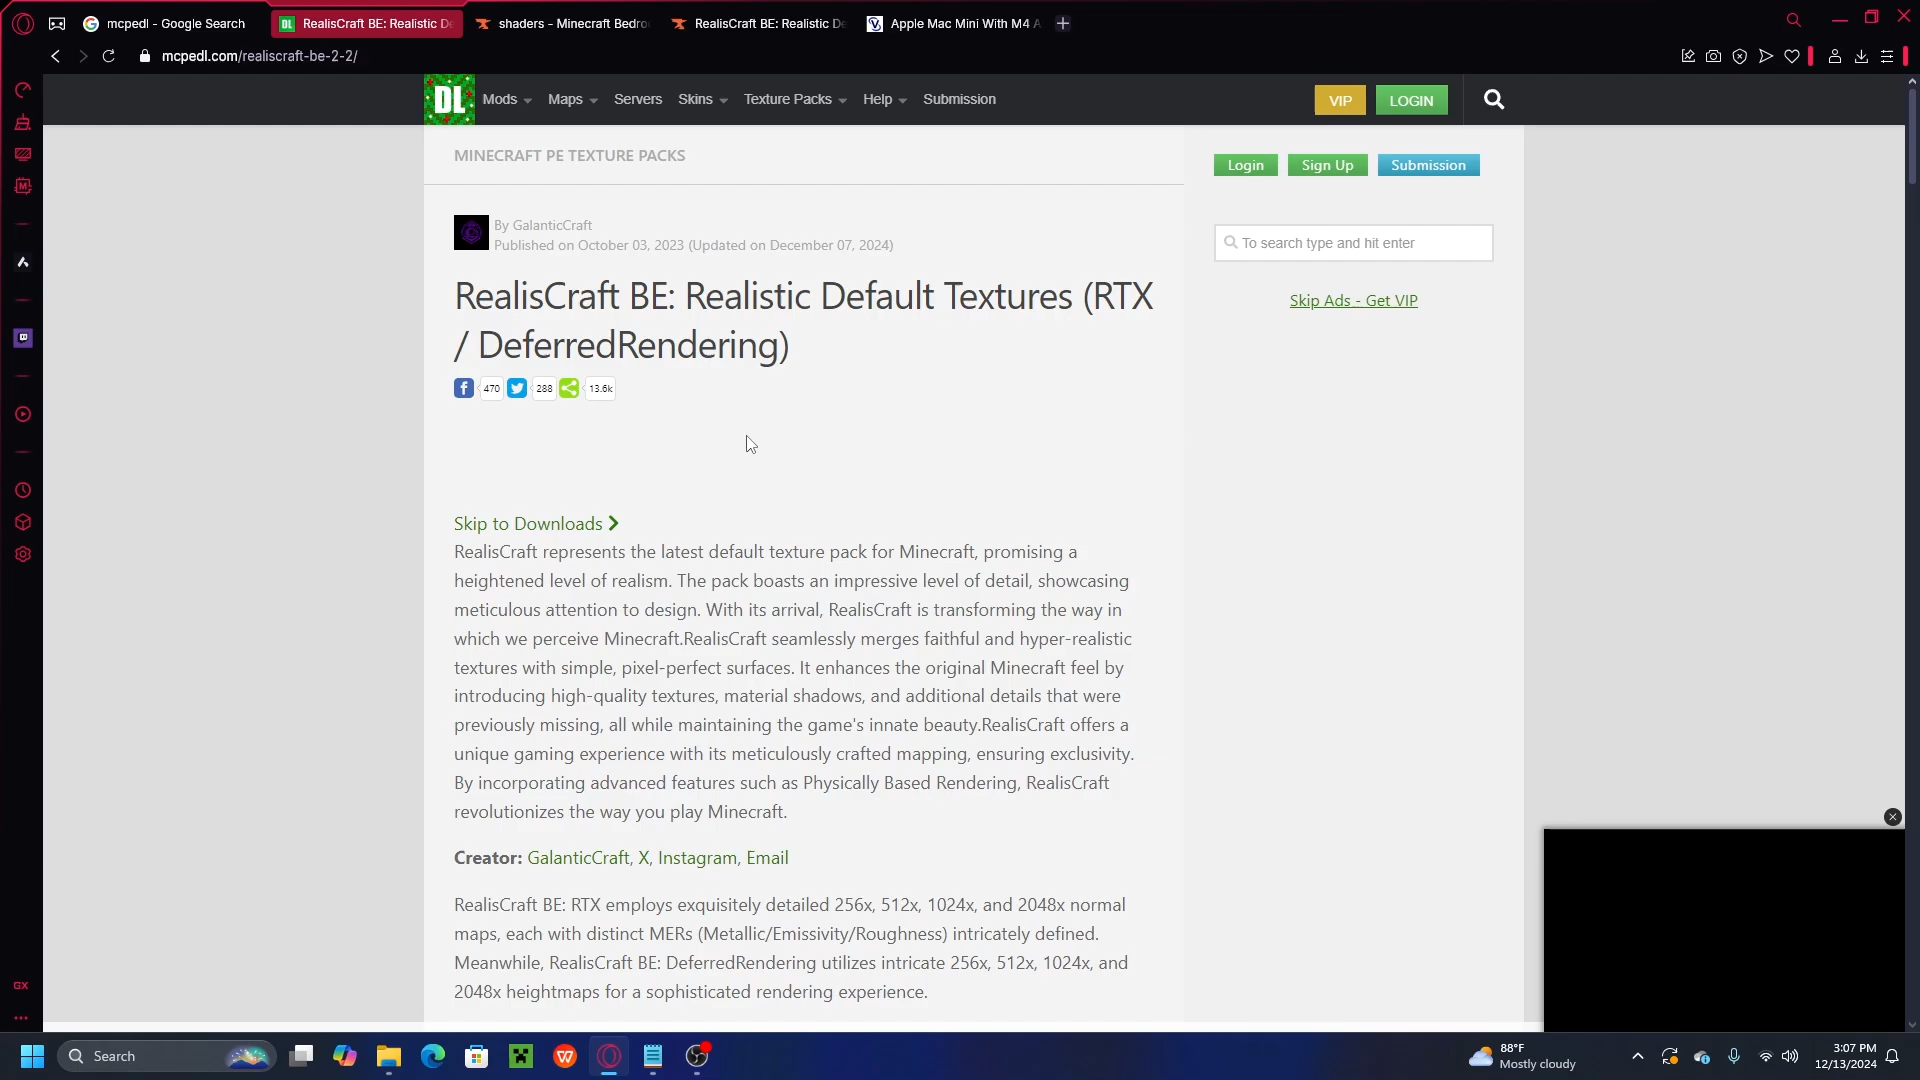 mcpedl - Google Search
RealisCraft BE: Realistic De
shaders - Minecraft Bedro
RealisCraft BE: Realistic De
Apple Mac Mini With M4 A
mcpedl.com/realiscraft-be-2-2/
DL
Mods
Maps
Servers
Skins
Texture Packs
Help
Submission
VIP
LOGIN
MINECRAFT PE TEXTURE PACKS
Login
Sign Up
Submission
By GalanticCraft
Published on October 03, 2023 (Updated on December 07, 2024)
To search type and hit enter
Skip Ads - Get VIP
RealisCraft BE: Realistic Default Textures (RTX
/ DeferredRendering)
470
288
13.6k
Skip to Downloads
RealisCraft represents the latest default texture pack for Minecraft, promising a
heightened level of realism. The pack boasts an impressive level of detail, showcasing
meticulous attention to design. With its arrival, RealisCraft is transforming the way in
which we perceive Minecraft.RealisCraft seamlessly merges faithful and hyper-realistic
textures with simple, pixel-perfect surfaces. It enhances the original Minecraft feel by
introducing high-quality textures, material shadows, and additional details that were
previously missing, all while maintaining the game's innate beauty.RealisCraft offers a
unique gaming experience with its meticulously crafted mapping, ensuring exclusivity.
By incorporating advanced features such as Physically Based Rendering, RealisCraft
revolutionizes the way you play Minecraft.
Creator: GalanticCraft, X, Instagram, Email
RealisCraft BE: RTX employs exquisitely detailed 256x, 512x, 1024x, and 2048x normal
maps, each with distinct MERs (Metallic/Emissivity/Roughness) intricately defined.
Meanwhile, RealisCraft BE: DeferredRendering utilizes intricate 256x, 512x, 1024x, and
2048x heightmaps for a sophisticated rendering experience.
GX
Search
88°F
Mostly cloudy
3:07 PM
12/13/2024